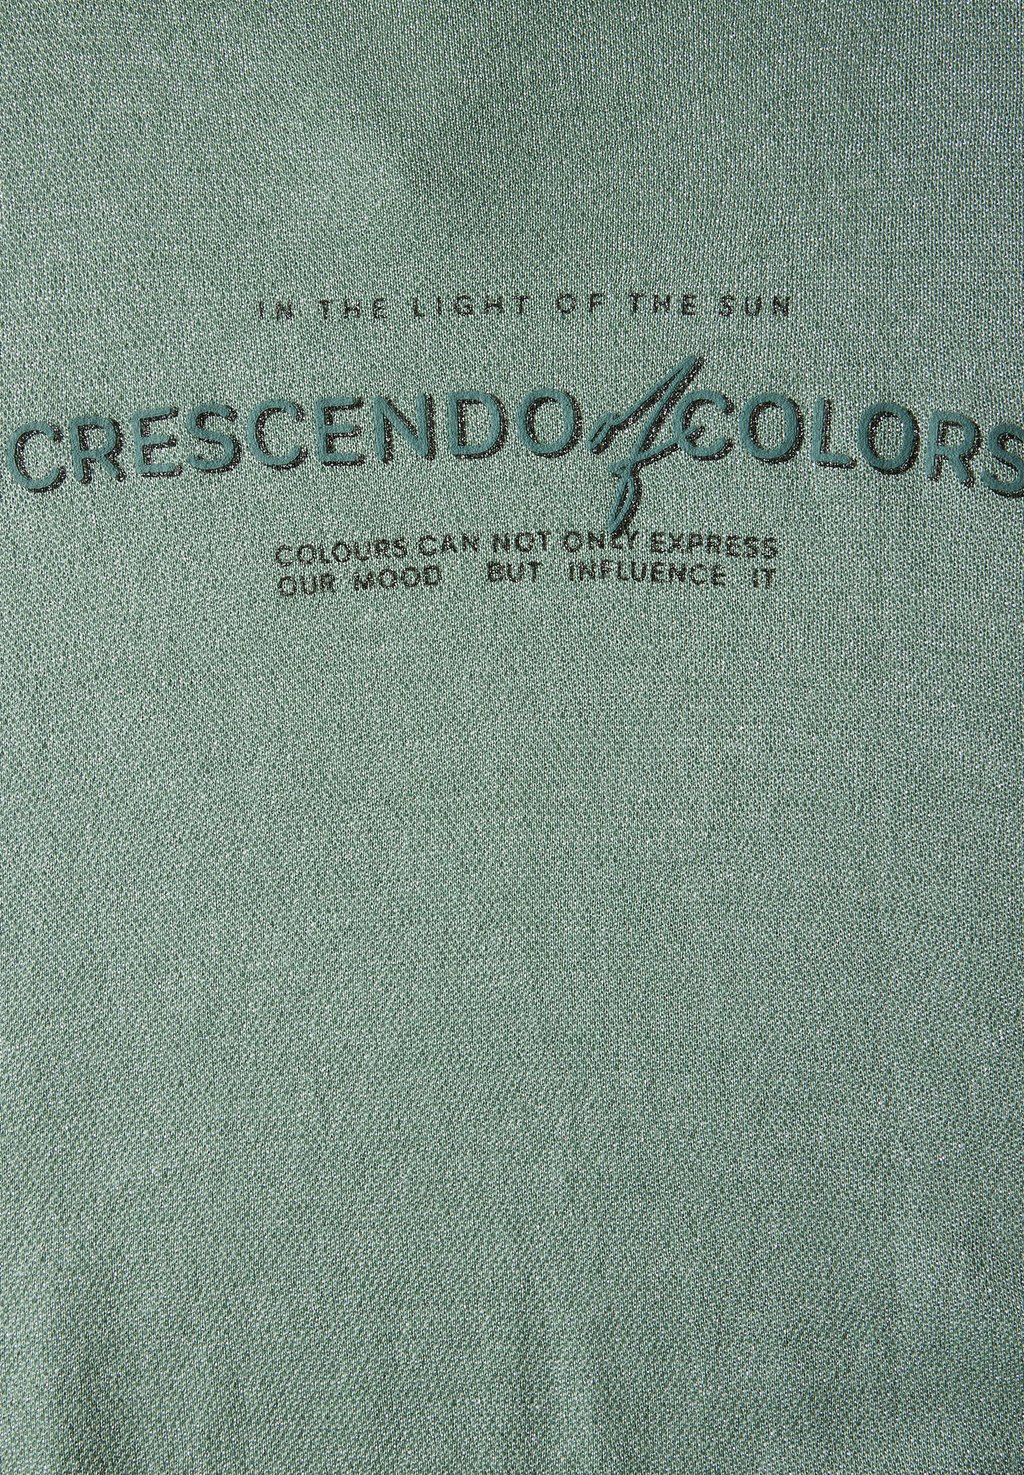 IN THE LIGHT OF THE SUN
CRESCENDO of COLORS
COLOURS CAN NOT ONLY EXPRESS
OUR MOOD BUT INFLUENCE IT